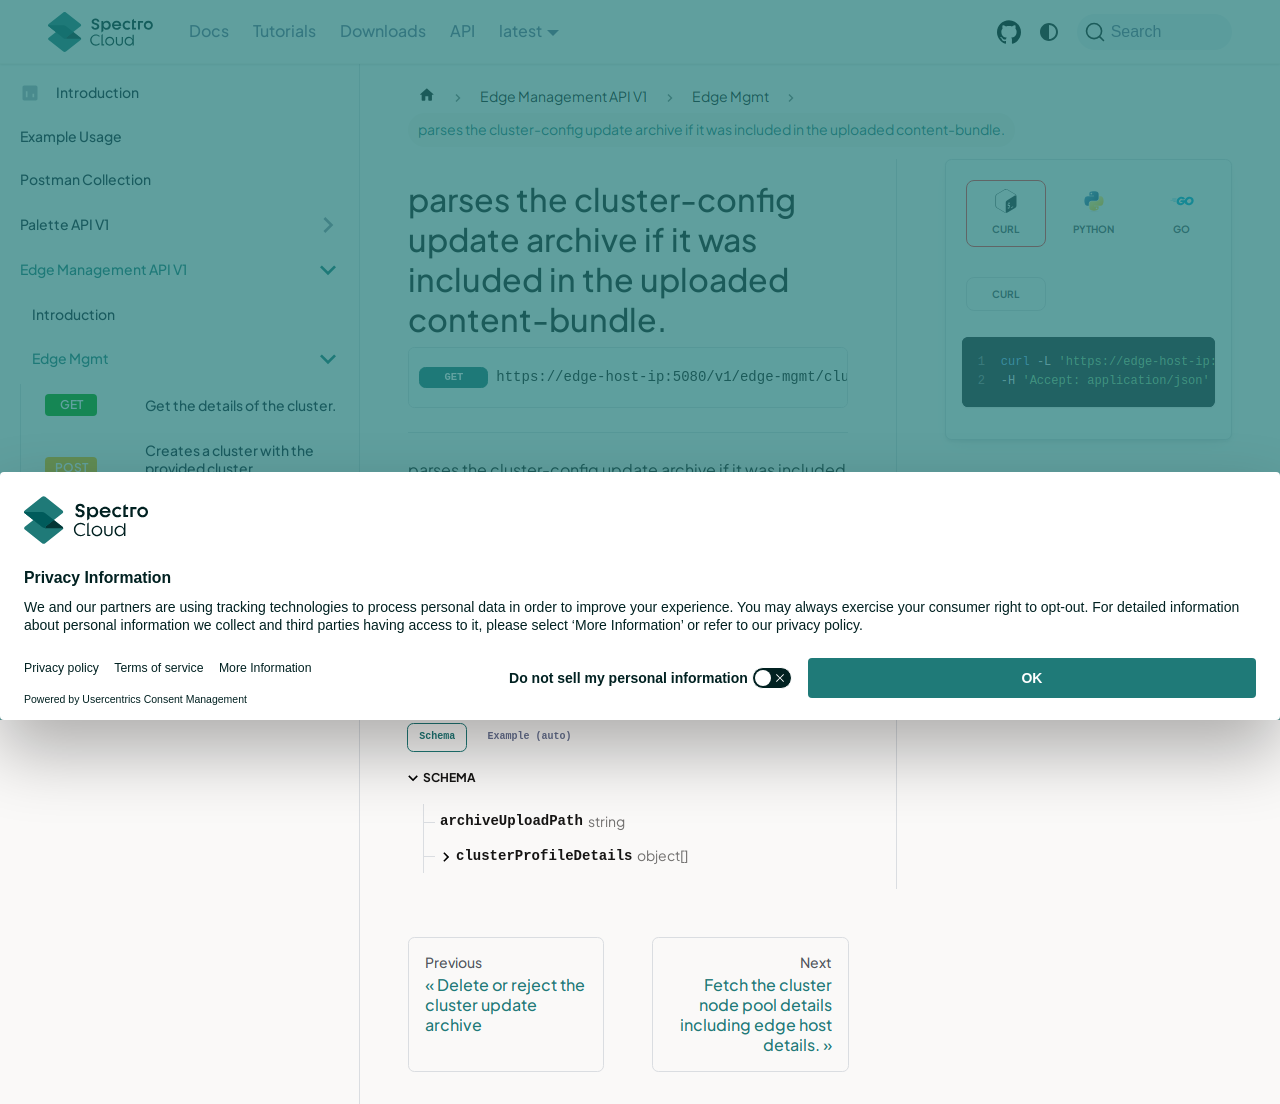 Spectro Cloud
Docs
Tutorials
Downloads
API
latest
Search
Introduction
Example Usage
Postman Collection
Palette API V1
Edge Management API V1
Introduction
Edge Mgmt
GET
Get the details of the cluster.
POST
Creates a cluster with the
provided cluster
Edge Management API V1
Edge Mgmt
parses the cluster-config update archive if it was included in the uploaded content-bundle.
parses the cluster-config
update archive if it was
included in the uploaded
content-bundle.
GET
https://edge-host-ip:5080/v1/edge-mgmt/clu
parses the cluster-config update archive if it was included
CURL
PYTHON
GO
CURL
1 curl -L 'https://edge-host-ip:
2 -H 'Accept: application/json'
Spectro
Cloud
Privacy Information
We and our partners are using tracking technologies to process personal data in order to improve your experience. You may always exercise your consumer right to opt-out. For detailed information
about personal information we collect and third parties having access to it, please select ‘More Information’ or refer to our privacy policy.
Privacy policy
Terms of service
More Information
Powered by Usercentrics Consent Management
Do not sell my personal information
OK
Schema
Example (auto)
SCHEMA
archiveUploadPath string
clusterProfileDetails object[]
Previous
« Delete or reject the
cluster update
archive
Next
Fetch the cluster
node pool details
including edge host
details. »